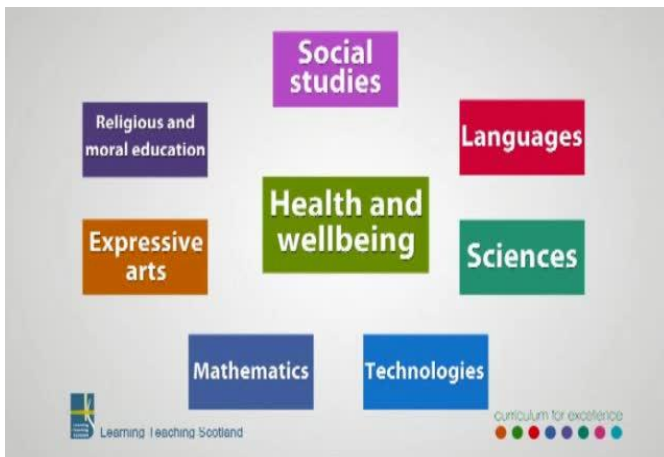 Social
studies
Religious and
moral education
Languages
Health and
wellbeing
Expressive
arts
Sciences
Mathematics
Technologies
Learning Teaching Scotland
curriculum for excellence